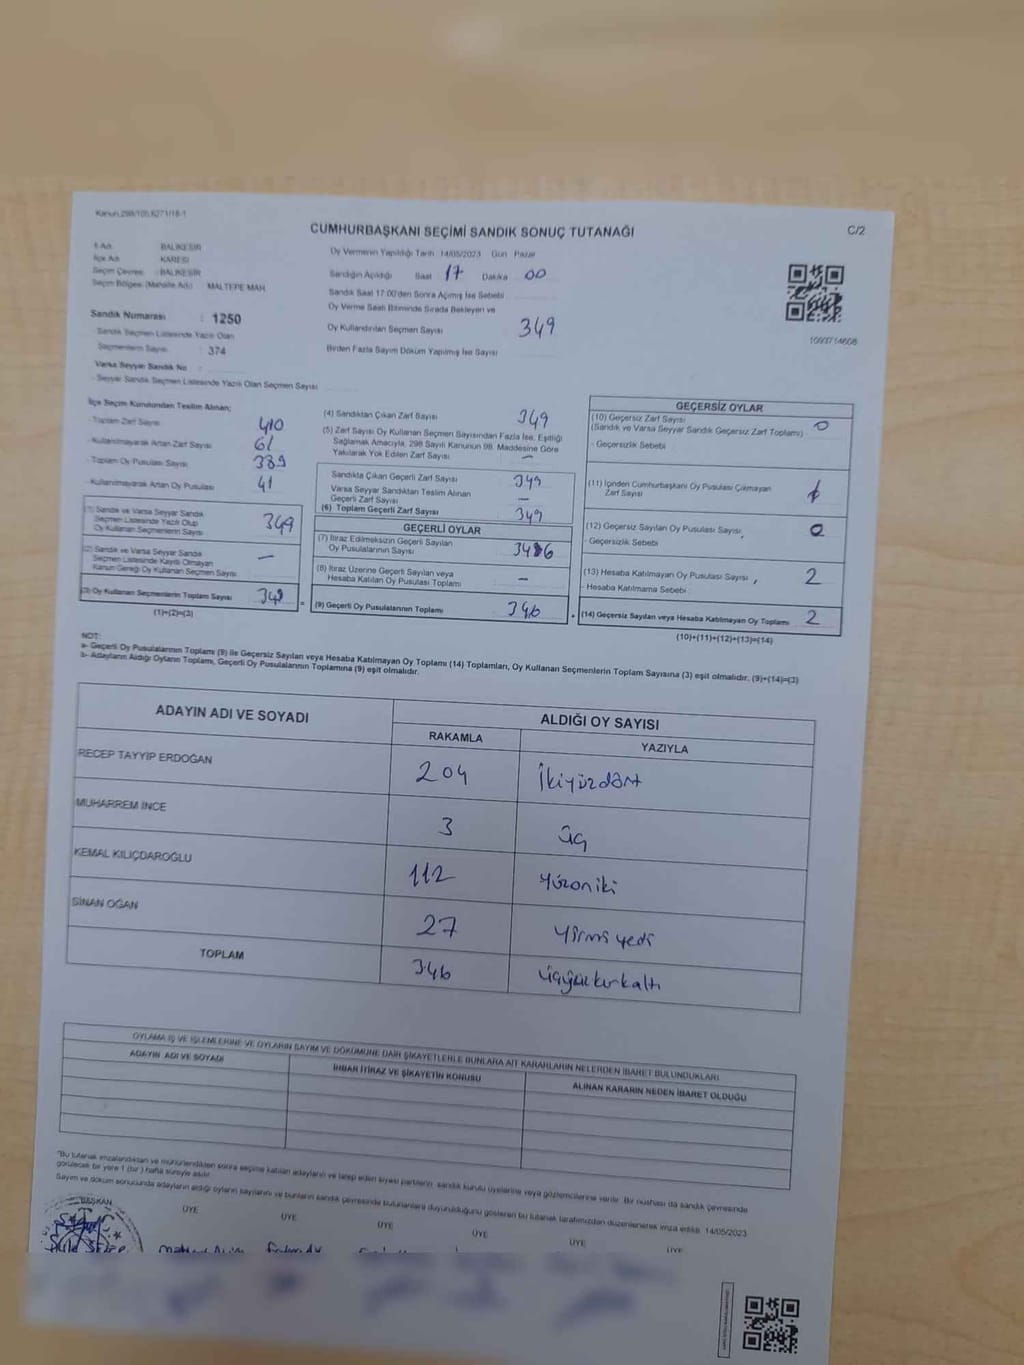 Kanun 298/105,6271/18-1
CUMHURBAŞKANI SEÇİMİ SANDIK SONUÇ TUTANAĞI
C/2
İl Adı BALIKESİR
İlçe Adı KARESİ
Seçim Çevresi : BALIKESİR
Seçim Bölgesi (Mahalle Adı) MALTEPE MAH
Oy Vermenin Yapıldığı Tarih 14/05/2023 Gün Pazar
Sandığın Açıldığı Saat 17 Dakika 00
Sandık Saat 17:00'den Sonra Açılmış İse Sebebi
Oy Verme Saati Bitiminde Sırada Bekleyen ve
Oy Kullandırılan Seçmen Sayısı 349
Birden Fazla Sayım Döküm Yapılmış İse Sayısı
1093714608
Sandık Numarası : 1250
- Sandık Seçmen Listesinde Yazılı Olan
Seçmenlerin Sayısı : 374
Varsa Seyyar Sandık No :
- Seyyar Sandık Seçmen Listesinde Yazılı Olan Seçmen Sayısı
İlçe Seçim Kurulundan Teslim Alınan;
- Toplam Zarf Sayısı 410
- Kullanılmayarak Artan Zarf Sayısı 61
- Toplam Oy Pusulası Sayısı 389
- Kullanılmayarak Artan Oy Pusulası 41
(1) Sandık ve Varsa Seyyar Sandık
Seçmen Listesinde Yazılı Olup
Oy Kullanan Seçmenlerin Sayısı 349
(2) Sandık ve Varsa Seyyar Sandık
Seçmen Listesinde Kayıtlı Olmayan
Kanun Gereği Oy Kullanan Seçmen Sayısı –
(3) Oy Kullanan Seçmenlerin Toplam Sayısı
(1)+(2)=(3)
(4) Sandıktan Çıkan Zarf Sayısı 349
(5) Zarf Sayısı Oy Kullanan Seçmen Sayısından Fazla İse, Eşitliği
Sağlamak Amacıyla, 298 Sayılı Kanunun 98. Maddesine Göre
Yakılarak Yok Edilen Zarf Sayısı –
Sandıkta Çıkan Geçerli Zarf Sayısı 349
Varsa Seyyar Sandıktan Teslim Alınan
Geçerli Zarf Sayısı –
(6) Toplam Geçerli Zarf Sayısı 349
GEÇERLİ OYLAR
(7) İtiraz Edilmeksizin Geçerli Sayılan
Oy Pusulalarının Sayısı
(8) İtiraz Üzerine Geçerli Sayılan veya
Hesaba Katılan Oy Pusulası Toplamı –
= (9) Geçerli Oy Pusulalarının Toplamı 346 +
GEÇERSİZ OYLAR
(10) Geçersiz Zarf Sayısı
(Sandık ve Varsa Seyyar Sandık Geçersiz Zarf Toplamı) 0
- Geçersizlik Sebebi
(11) İçinden Cumhurbaşkanı Oy Pusulası Çıkmayan
Zarf Sayısı
(12) Geçersiz Sayılan Oy Pusulası Sayısı 0
- Geçersizlik Sebebi
(13) Hesaba Katılmayan Oy Pusulası Sayısı 2
- Hesaba Katılmama Sebebi
(14) Geçersiz Sayılan veya Hesaba Katılmayan Oy Toplamı 2
(10)+(11)+(12)+(13)=(14)
NOT:
a- Geçerli Oy Pusulalarının Toplamı (9) ile Geçersiz Sayılan veya Hesaba Katılmayan Oy Toplamı (14) Toplamları, Oy Kullanan Seçmenlerin Toplam Sayısına (3) eşit olmalıdır. (9)+(14)=(3)
b- Adayların Aldığı Oyların Toplamı, Geçerli Oy Pusulalarının Toplamına (9) eşit olmalıdır.
ADAYIN ADI VE SOYADI
ALDIĞI OY SAYISI
RAKAMLA YAZIYLA
RECEP TAYYİP ERDOĞAN 204 İkiyüzdört
MUHARREM İNCE 3 üç
KEMAL KILIÇDAROĞLU 112 Yüzoniki
SİNAN OĞAN 27 Yirmi yedi
TOPLAM 346 üçyüzkırkaltı
OYLAMA İŞ VE İŞLEMLERİNE VE OYLARIN SAYIM VE DÖKÜMÜNE DAİR ŞİKAYETLERLE BUNLARA AİT KARARLARIN NELERDEN İBARET BULUNDUKLARI
ADAYIN ADI VE SOYADI
İHBAR İTİRAZ VE ŞİKAYETİN KONUSU
ALINAN KARARIN NEDEN İBARET OLDUĞU
"Bu tutanak imzalandıktan ve mühürlendikten sonra seçime katılan adayların ve talep eden siyasi partilerin sandık kurulu üyelerine veya gözlemcilerine verilir. Bir nüshası da sandık çevresinde
görülecek bir yere 1 (bir) hafta süreyle asılır.
Sayım ve döküm sonucunda adayların aldığı oyların sayılarını ve bunların sandık çevresinde bulunanlara duyurulduğunu gösteren bu tutanak tarafımızdan düzenlenerek imza edildi. 14/05/2023
BAŞKAN ÜYE ÜYE ÜYE ÜYE ÜYE ÜYE